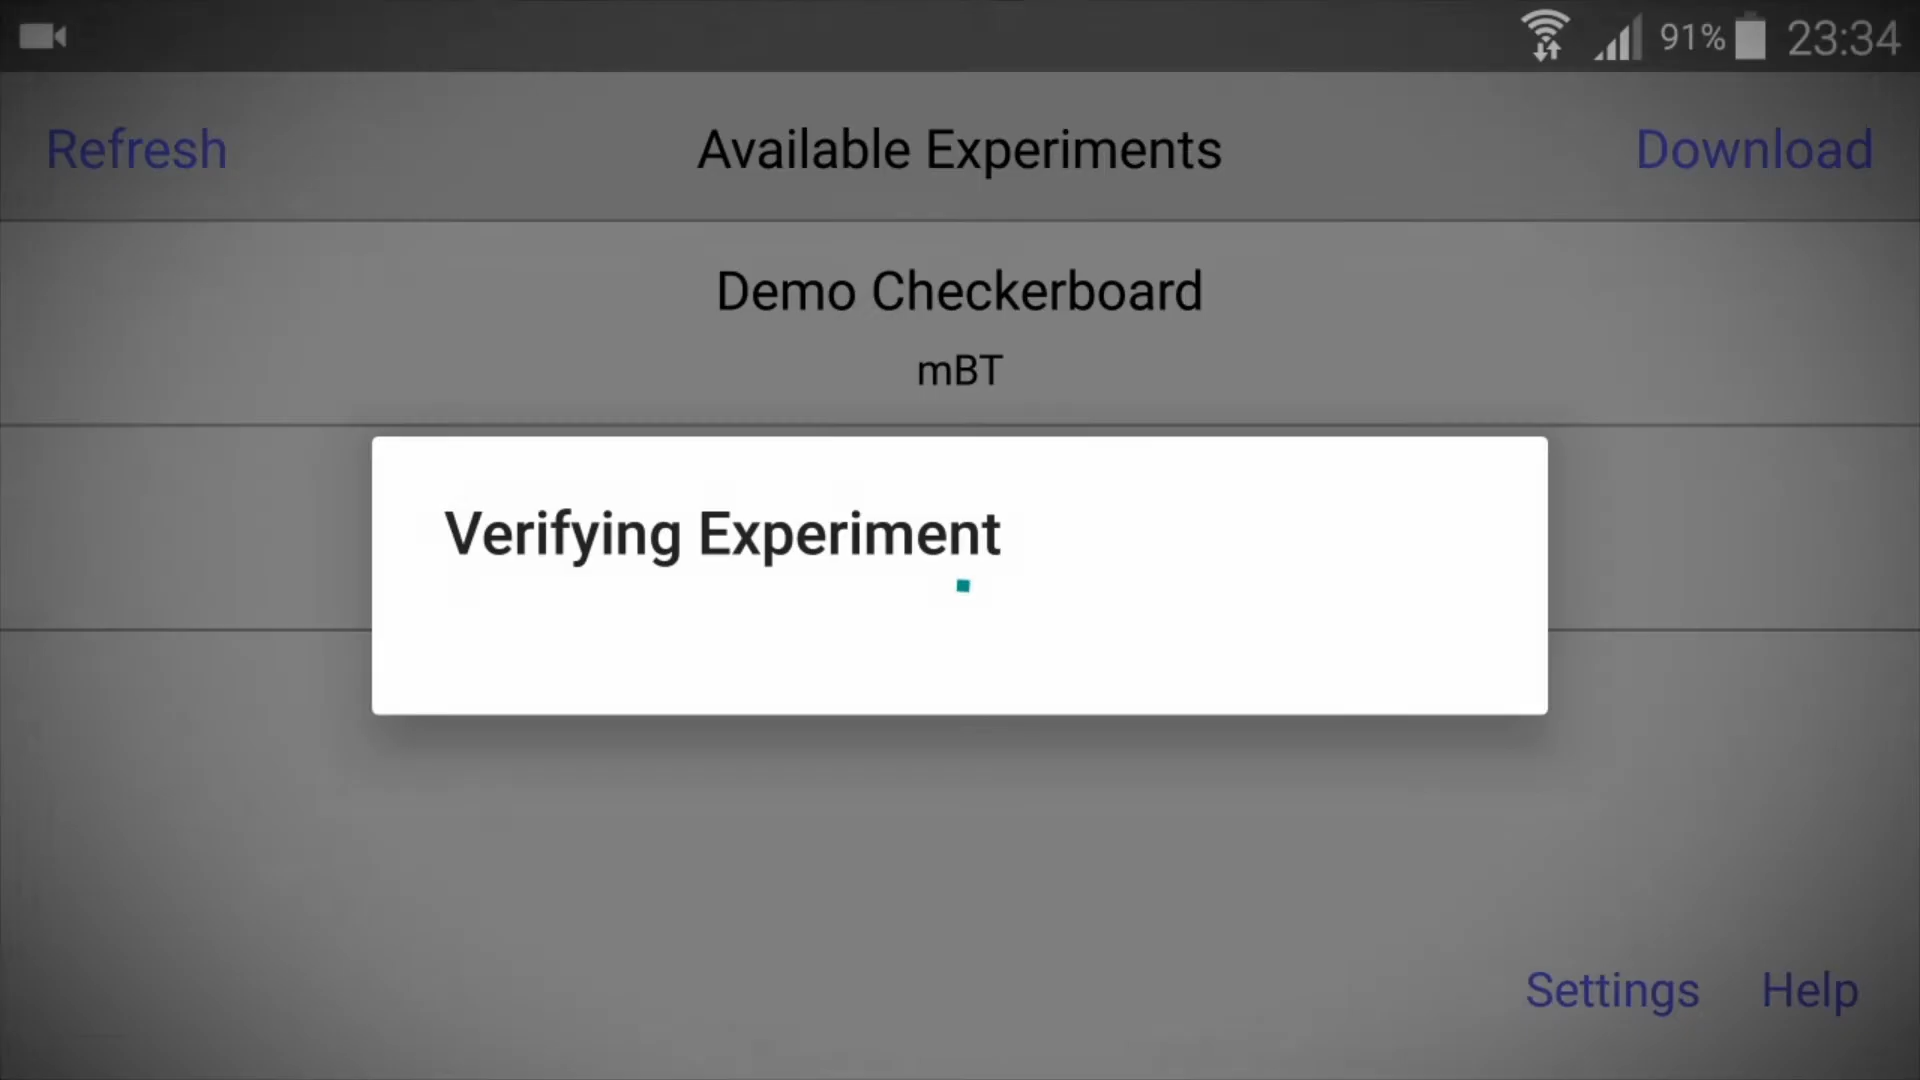 91% 23:34
Refresh Available Experiments Download
Demo Checkerboard
mBT
Verifying Experiment
Settings Help